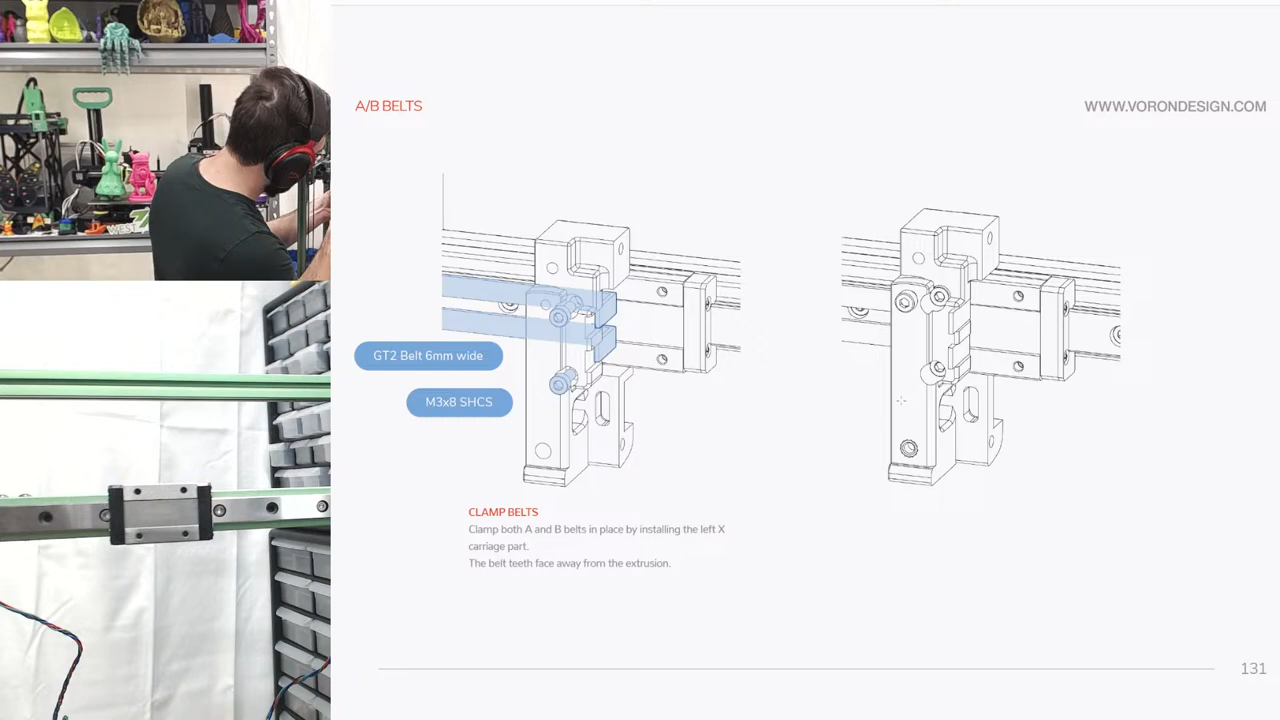 A/B BELTS
WWW.VORONDESIGN.COM
GT2 Belt 6mm wide
M3x8 SHCS
CLAMP BELTS
Clamp both A and B belts in place by installing the left X
carriage part.
The belt teeth face away from the extrusion.
131